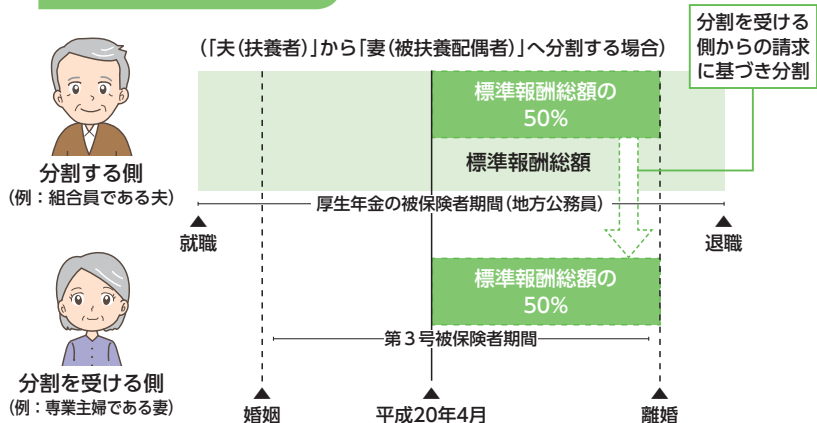 （「夫（扶養者）」から「妻（被扶養配偶者）」へ分割する場合）
分割を受ける
側からの請求
に基づき分割
標準報酬総額の
50%
標準報酬総額
分割する側
（例：組合員である夫）
厚生年金の被保険者期間（地方公務員）
就職
退職
標準報酬総額の
50%
第３号被保険者期間
分割を受ける側
（例：専業主婦である妻）
婚姻
平成20年4月
離婚